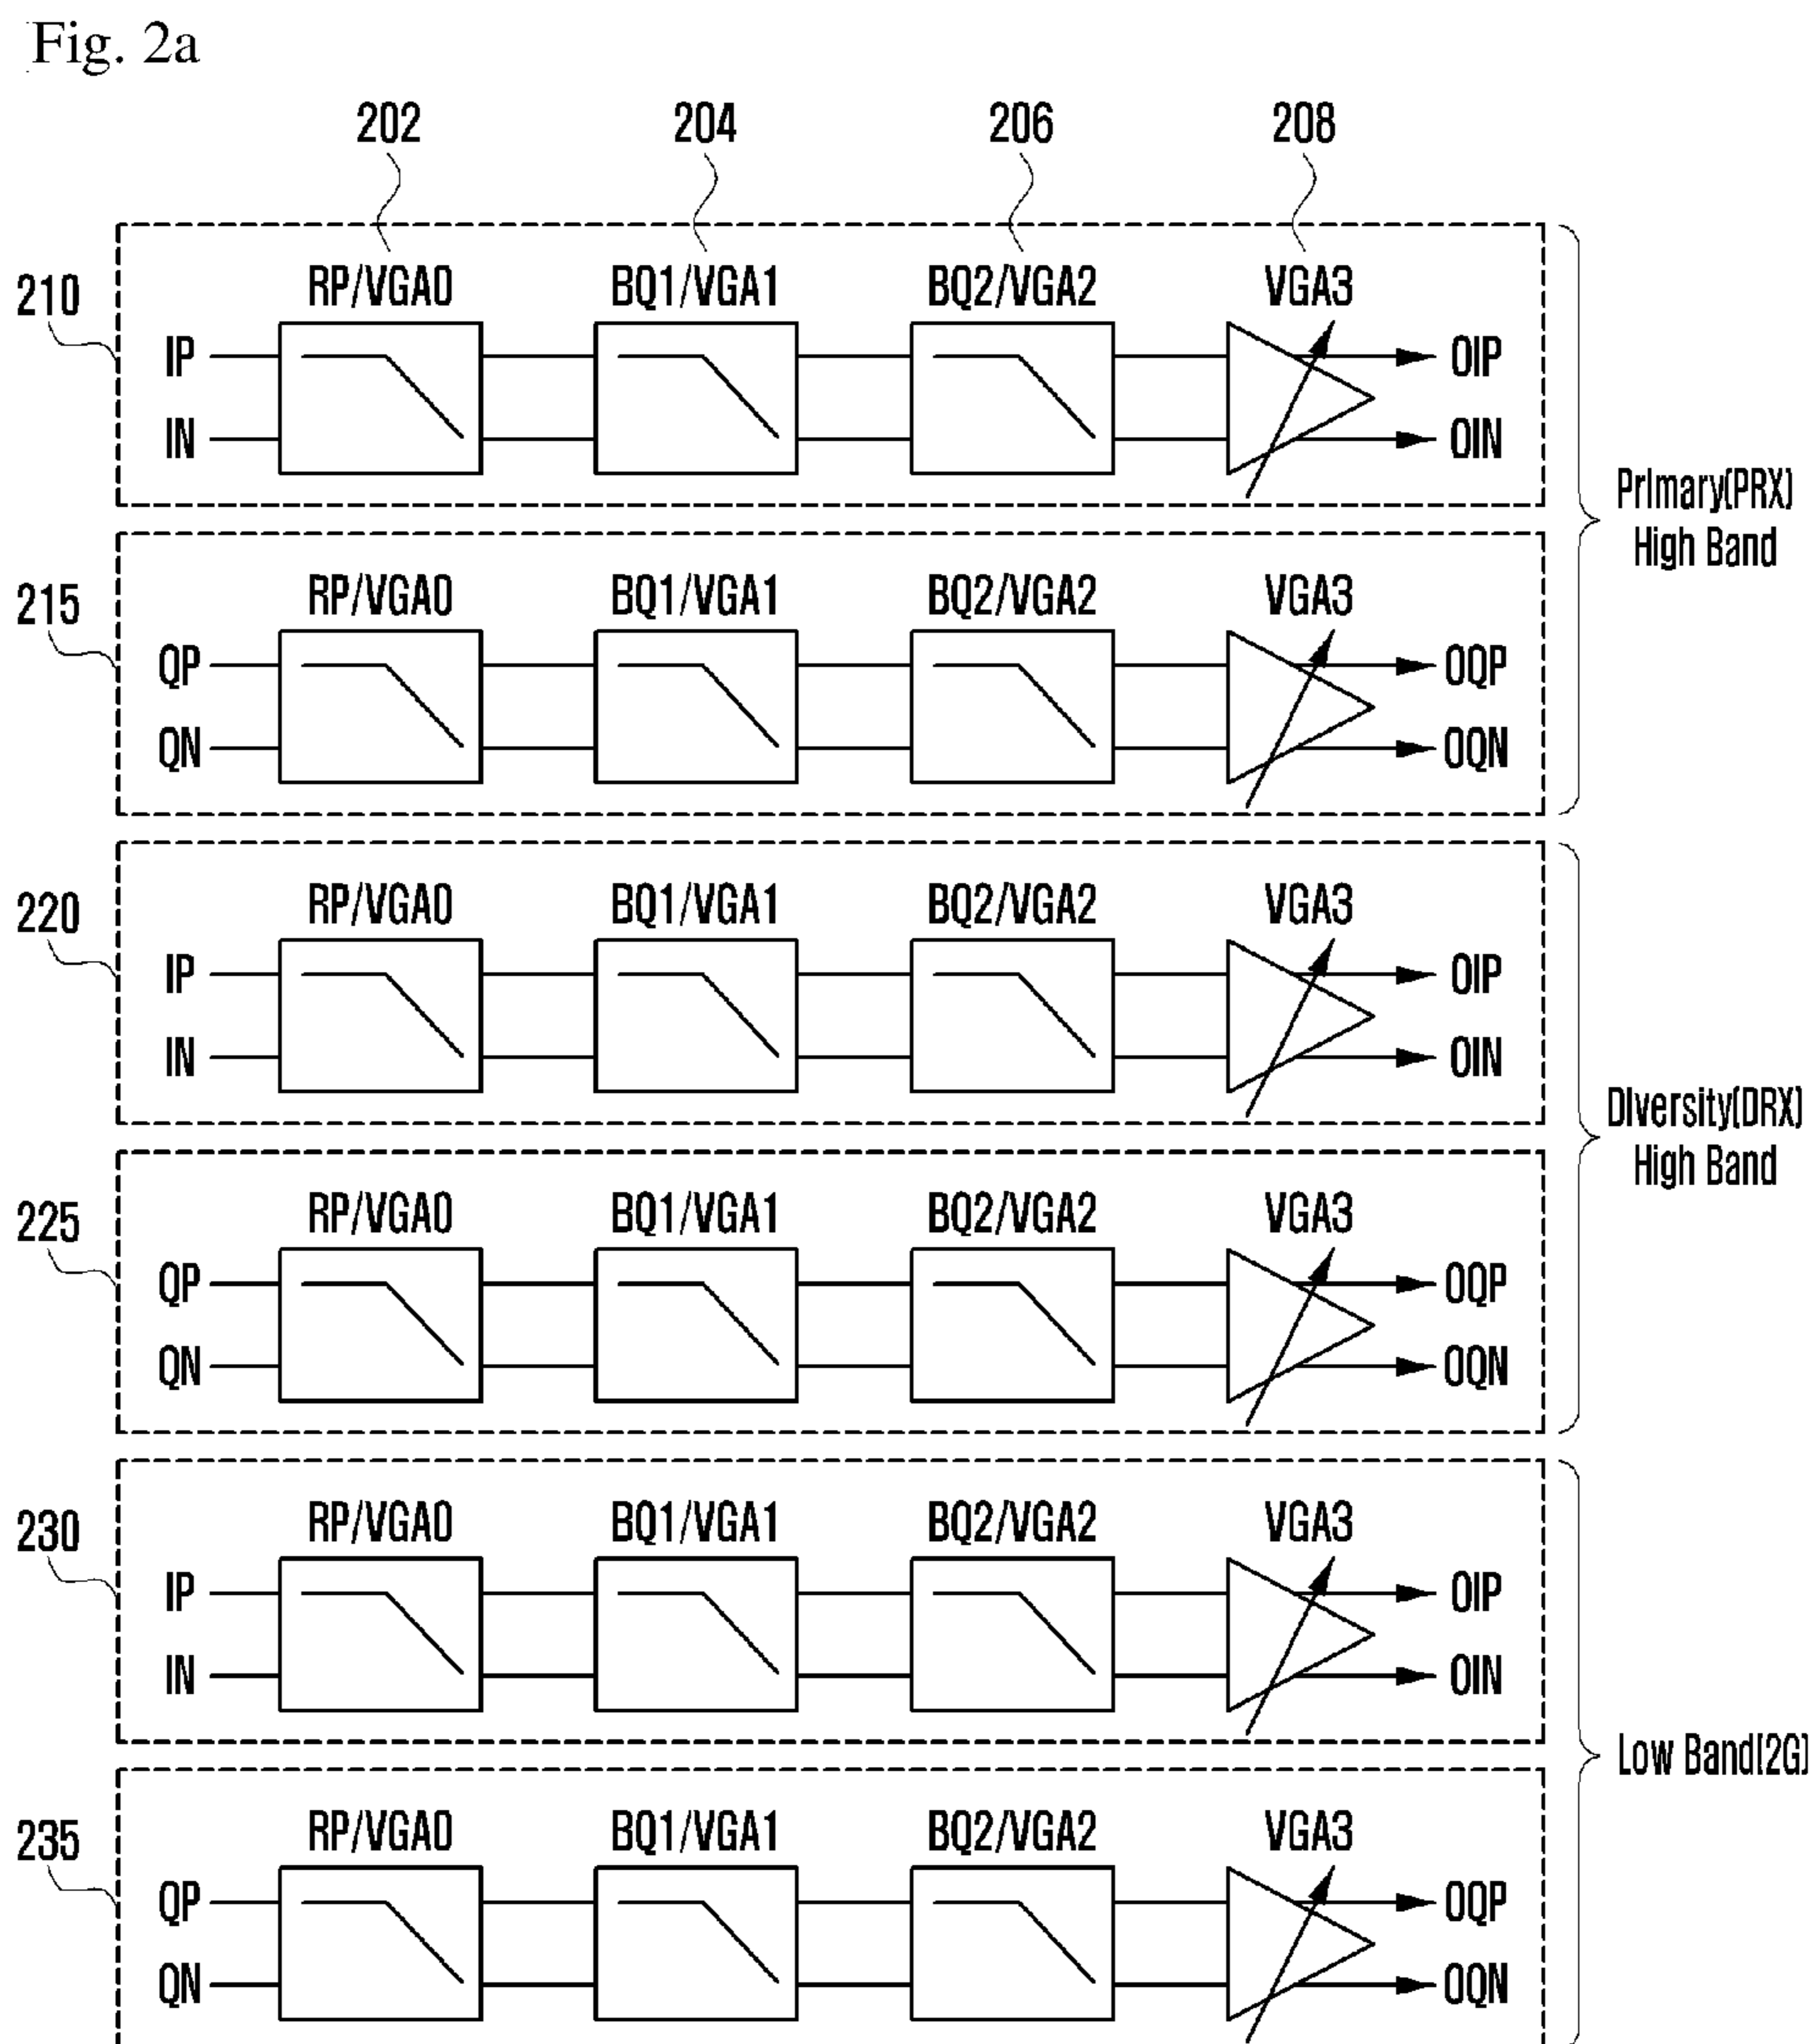 Fig. 2a
202 204 206 208
210
RP/VGA0 BQ1/VGA1 BQ2/VGA2 VGA3
IP OIP
IN OIN
Primary(PRX)
High Band
215
RP/VGA0 BQ1/VGA1 BQ2/VGA2 VGA3
QP OQP
QN OQN
220
RP/VGA0 BQ1/VGA1 BQ2/VGA2 VGA3
IP OIP
IN OIN
Diversity(DRX)
High Band
225
RP/VGA0 BQ1/VGA1 BQ2/VGA2 VGA3
QP OQP
QN OQN
230
RP/VGA0 BQ1/VGA1 BQ2/VGA2 VGA3
IP OIP
IN OIN
Low Band(2G)
235
RP/VGA0 BQ1/VGA1 BQ2/VGA2 VGA3
QP OQP
QN OQN